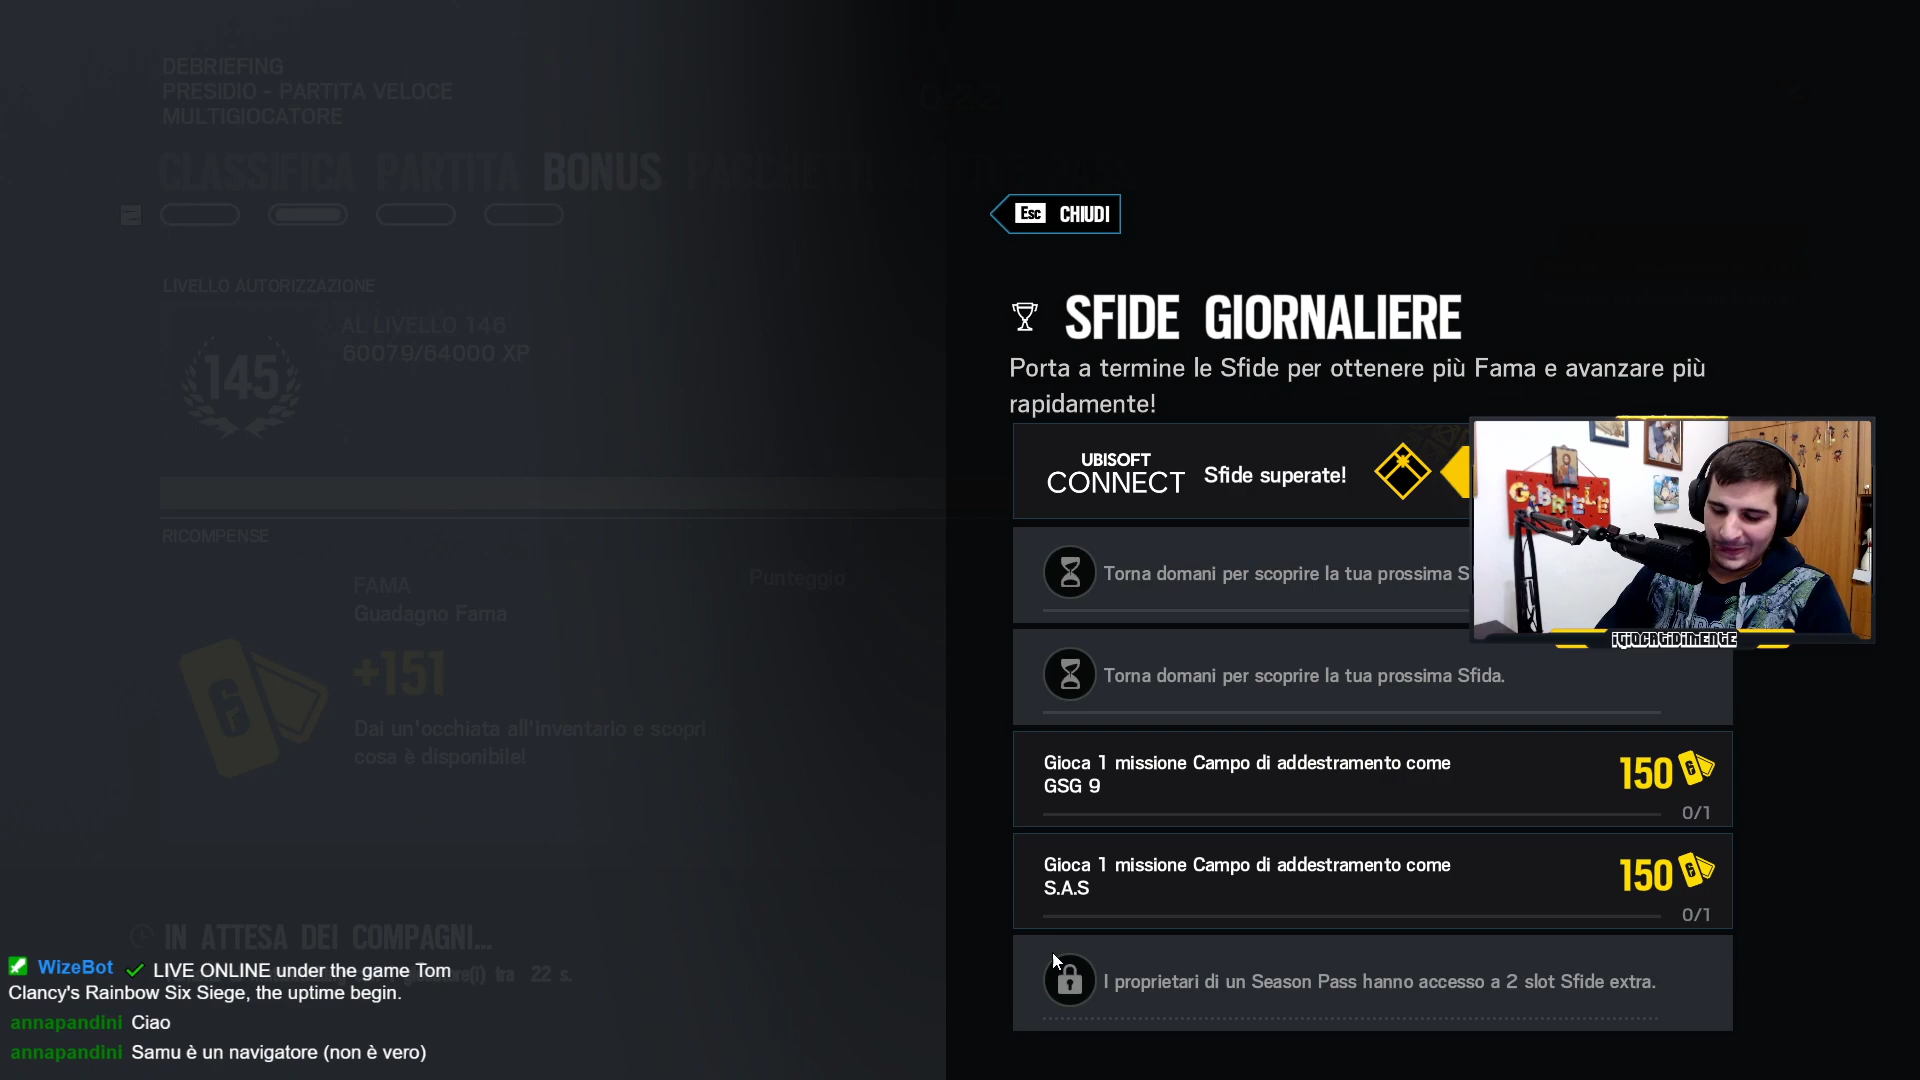 DEBRIEFING
PRESIDIO - PARTITA VELOCE
MULTIGIOCATORE
CLASSIFICA PARTITA BONUS PACCHETTI
Z
LIVELLO AUTORIZZAZIONE
145
AL LIVELLO 146
60079/64000 XP
RICOMPENSE
FAMA
Guadagno Fama
Punteggio
+151
Dai un'occhiata all'inventario e scopri
cosa è disponibile!
IN ATTESA DEI COMPAGNI...
tra 22 s.
WizeBot LIVE ONLINE under the game Tom
Clancy's Rainbow Six Siege, the uptime begin.
annapandini Ciao
annapandini Samu è un navigatore (non è vero)
Esc CHIUDI
SFIDE GIORNALIERE
Porta a termine le Sfide per ottenere più Fama e avanzare più
rapidamente!
UBISOFT
CONNECT
Sfide superate!
Torna domani per scoprire la tua prossima S
Torna domani per scoprire la tua prossima Sfida.
Gioca 1 missione Campo di addestramento come
GSG 9
150
0/1
Gioca 1 missione Campo di addestramento come
S.A.S
150
0/1
I proprietari di un Season Pass hanno accesso a 2 slot Sfide extra.
GABRIELE
IGIOCATIDIMENTE